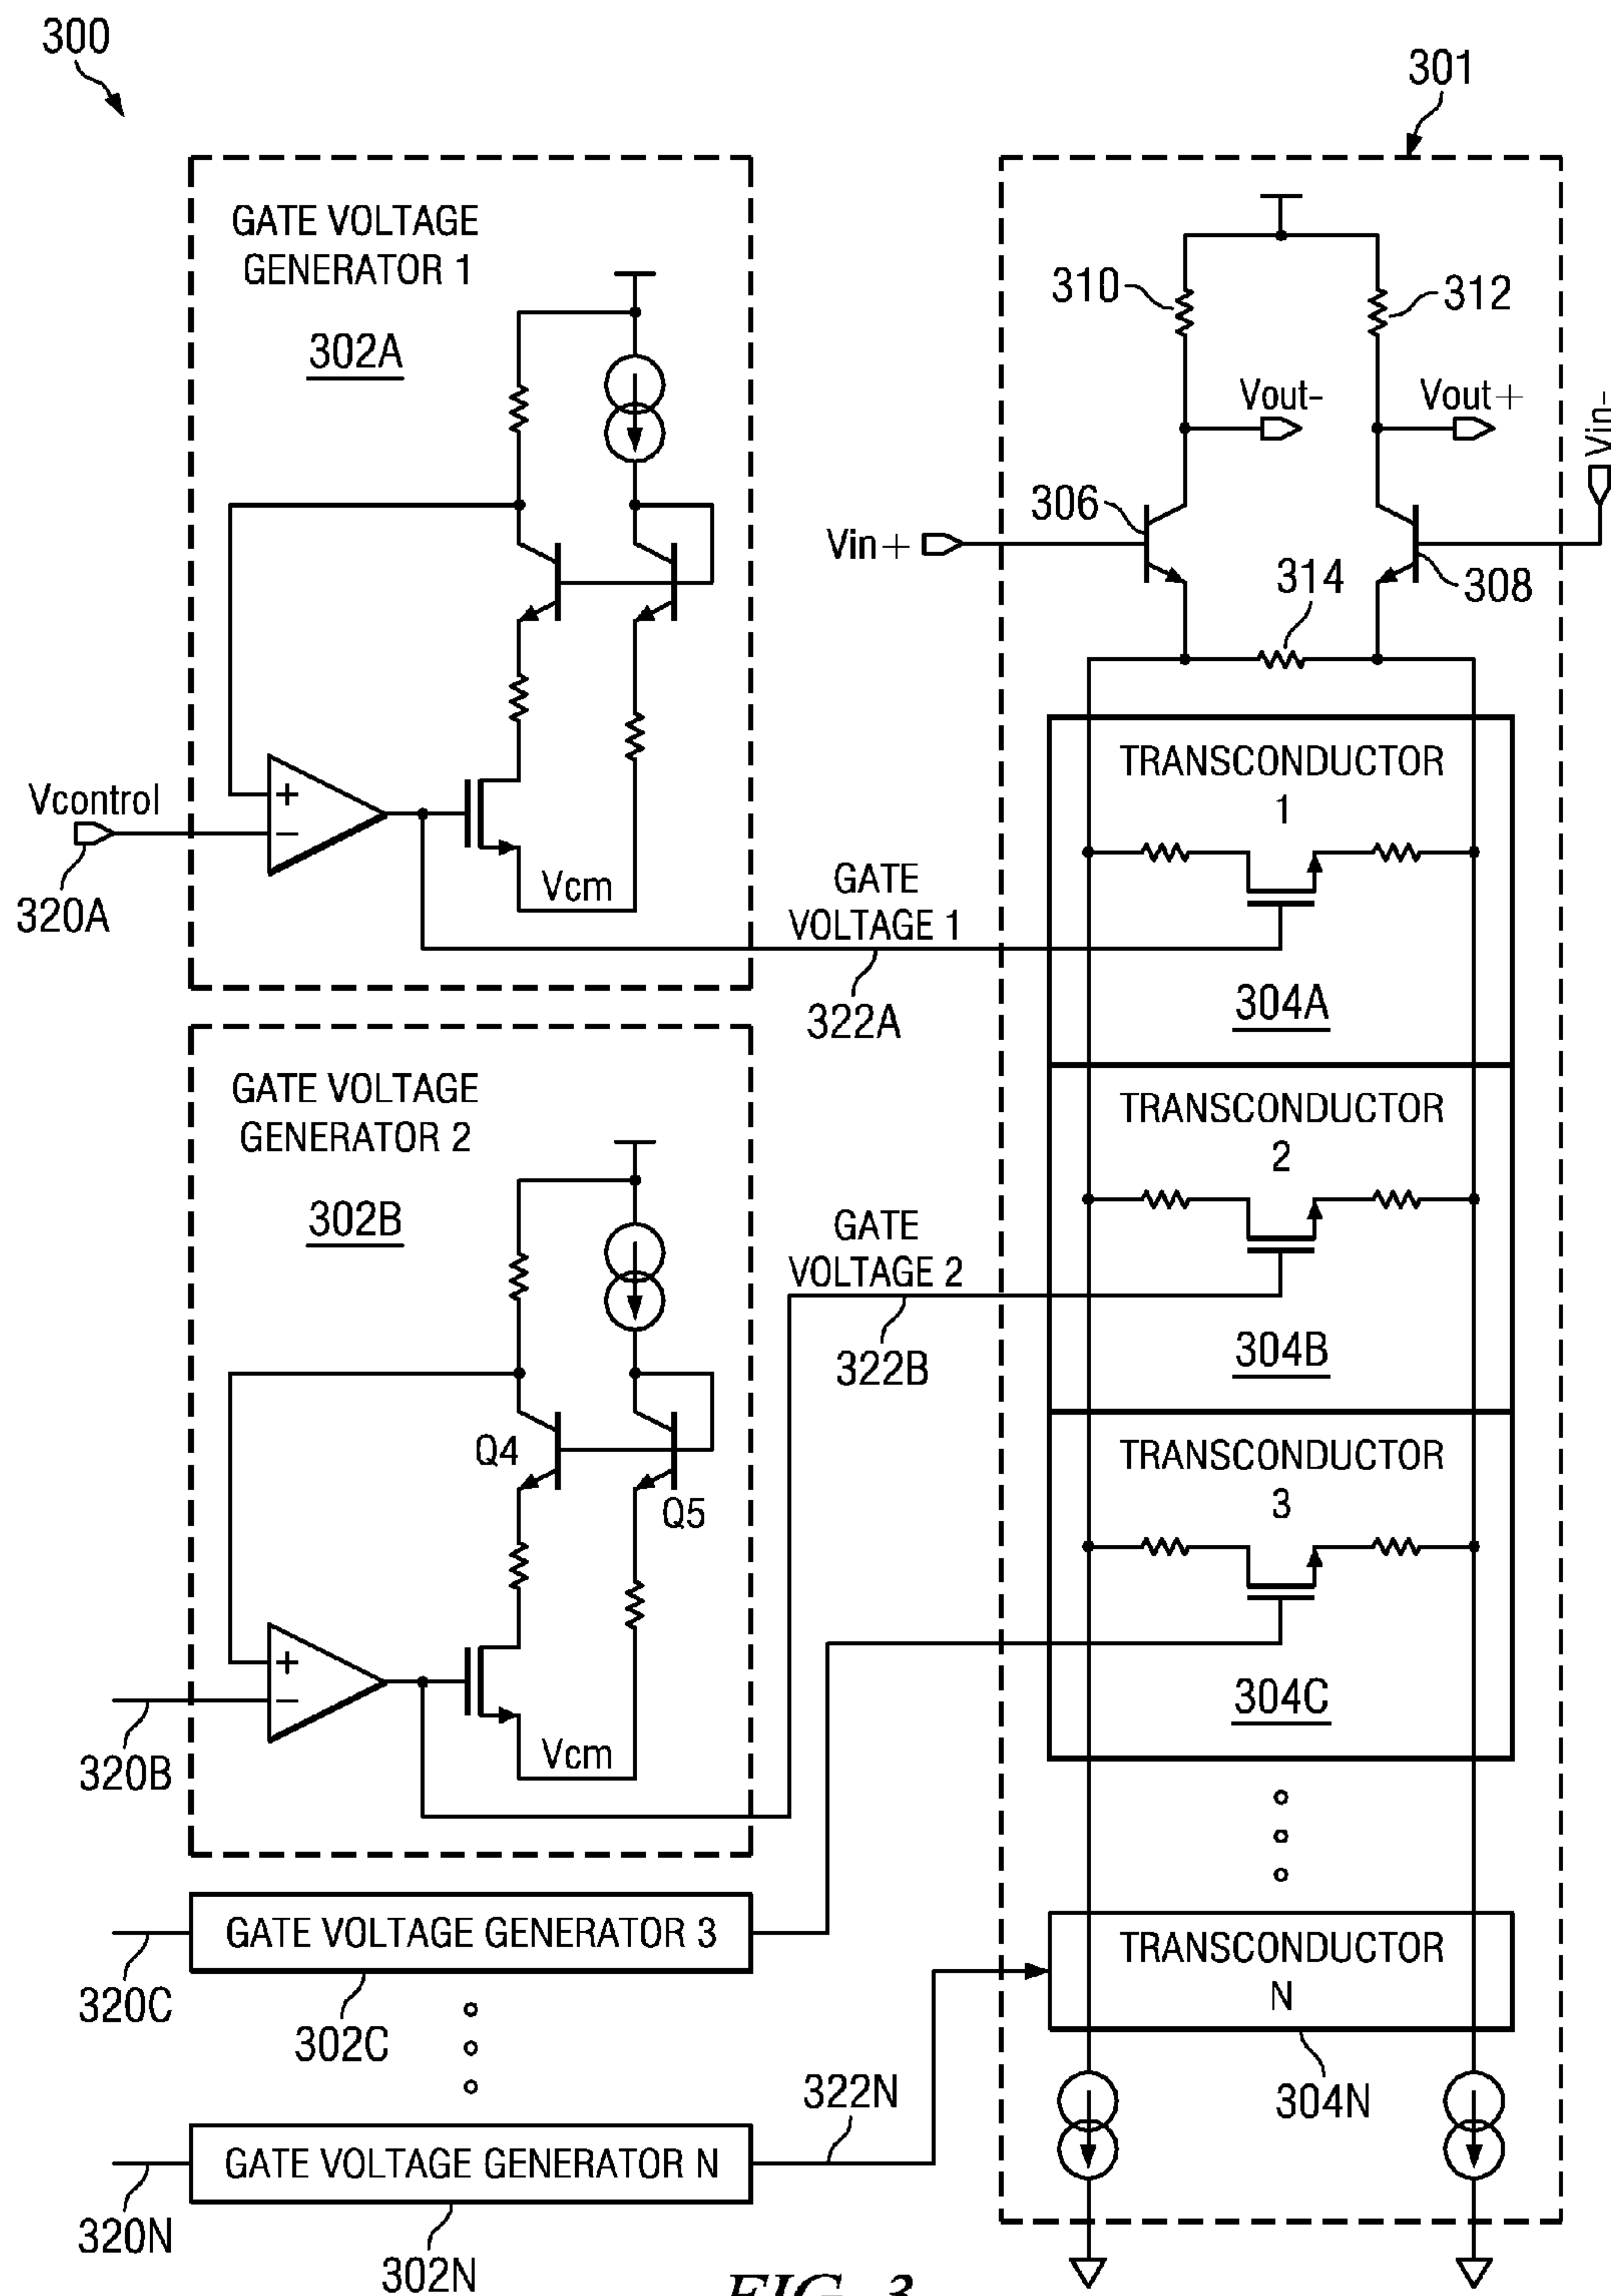 300
301
GATE VOLTAGE
GENERATOR 1
302A
310
312
Vout-
Vout+
Vin-
306
Vin+
314
308
Vcontrol
+
-
320A
Vcm
GATE
VOLTAGE 1
322A
TRANSCONDUCTOR
1
304A
GATE VOLTAGE
GENERATOR 2
302B
Q4
Q5
+
-
320B
Vcm
GATE
VOLTAGE 2
322B
TRANSCONDUCTOR
2
304B
TRANSCONDUCTOR
3
304C
GATE VOLTAGE GENERATOR 3
320C
302C
TRANSCONDUCTOR
N
304N
322N
GATE VOLTAGE GENERATOR N
320N
302N
FIG. 3